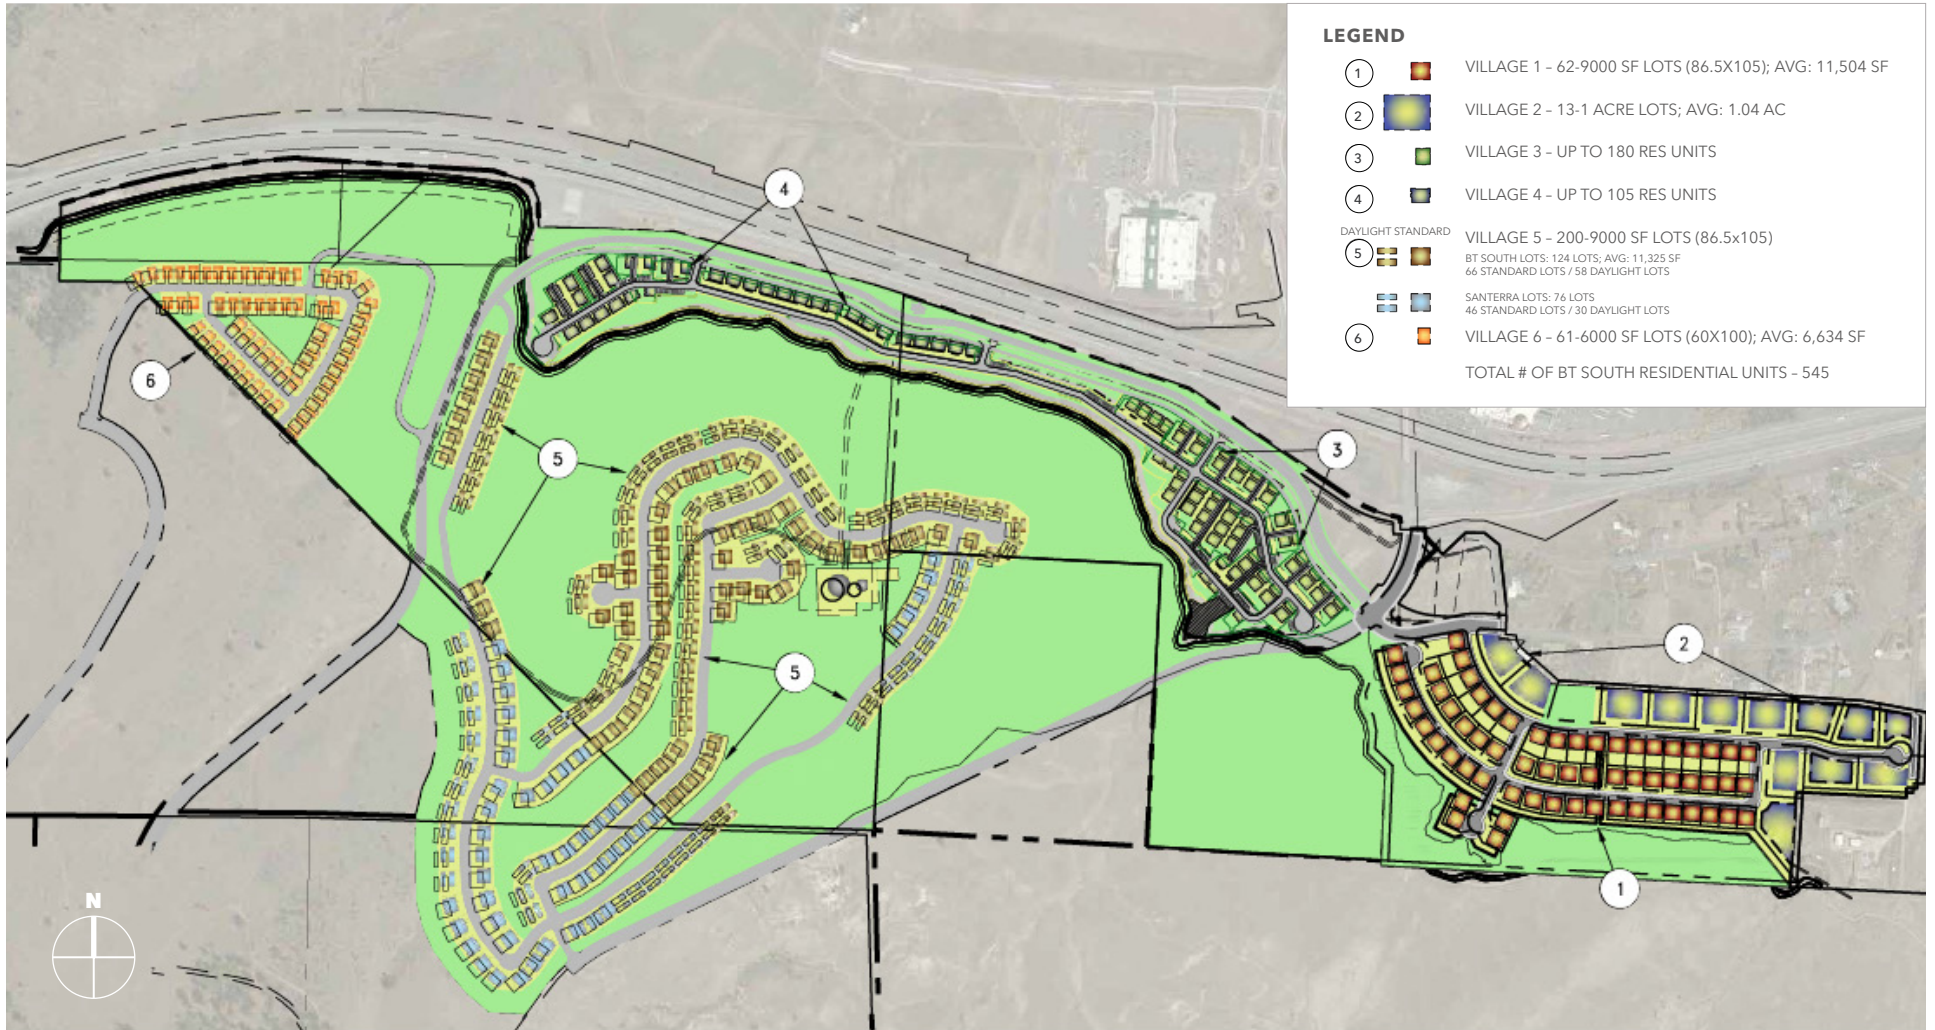 LEGEND
1 VILLAGE 1 – 62-9000 SF LOTS (86.5X105); AVG: 11,504 SF
2 VILLAGE 2 – 13-1 ACRE LOTS; AVG: 1.04 AC
3 VILLAGE 3 – UP TO 180 RES UNITS
4 VILLAGE 4 – UP TO 105 RES UNITS
DAYLIGHT STANDARD
5 VILLAGE 5 – 200-9000 SF LOTS (86.5x105)
BT SOUTH LOTS: 124 LOTS; AVG: 11,325 SF
66 STANDARD LOTS / 58 DAYLIGHT LOTS
SANTERRA LOTS: 76 LOTS
46 STANDARD LOTS / 30 DAYLIGHT LOTS
6 VILLAGE 6 – 61-6000 SF LOTS (60X100); AVG: 6,634 SF
TOTAL # OF BT SOUTH RESIDENTIAL UNITS – 545
4
6
5
3
2
5
1
N